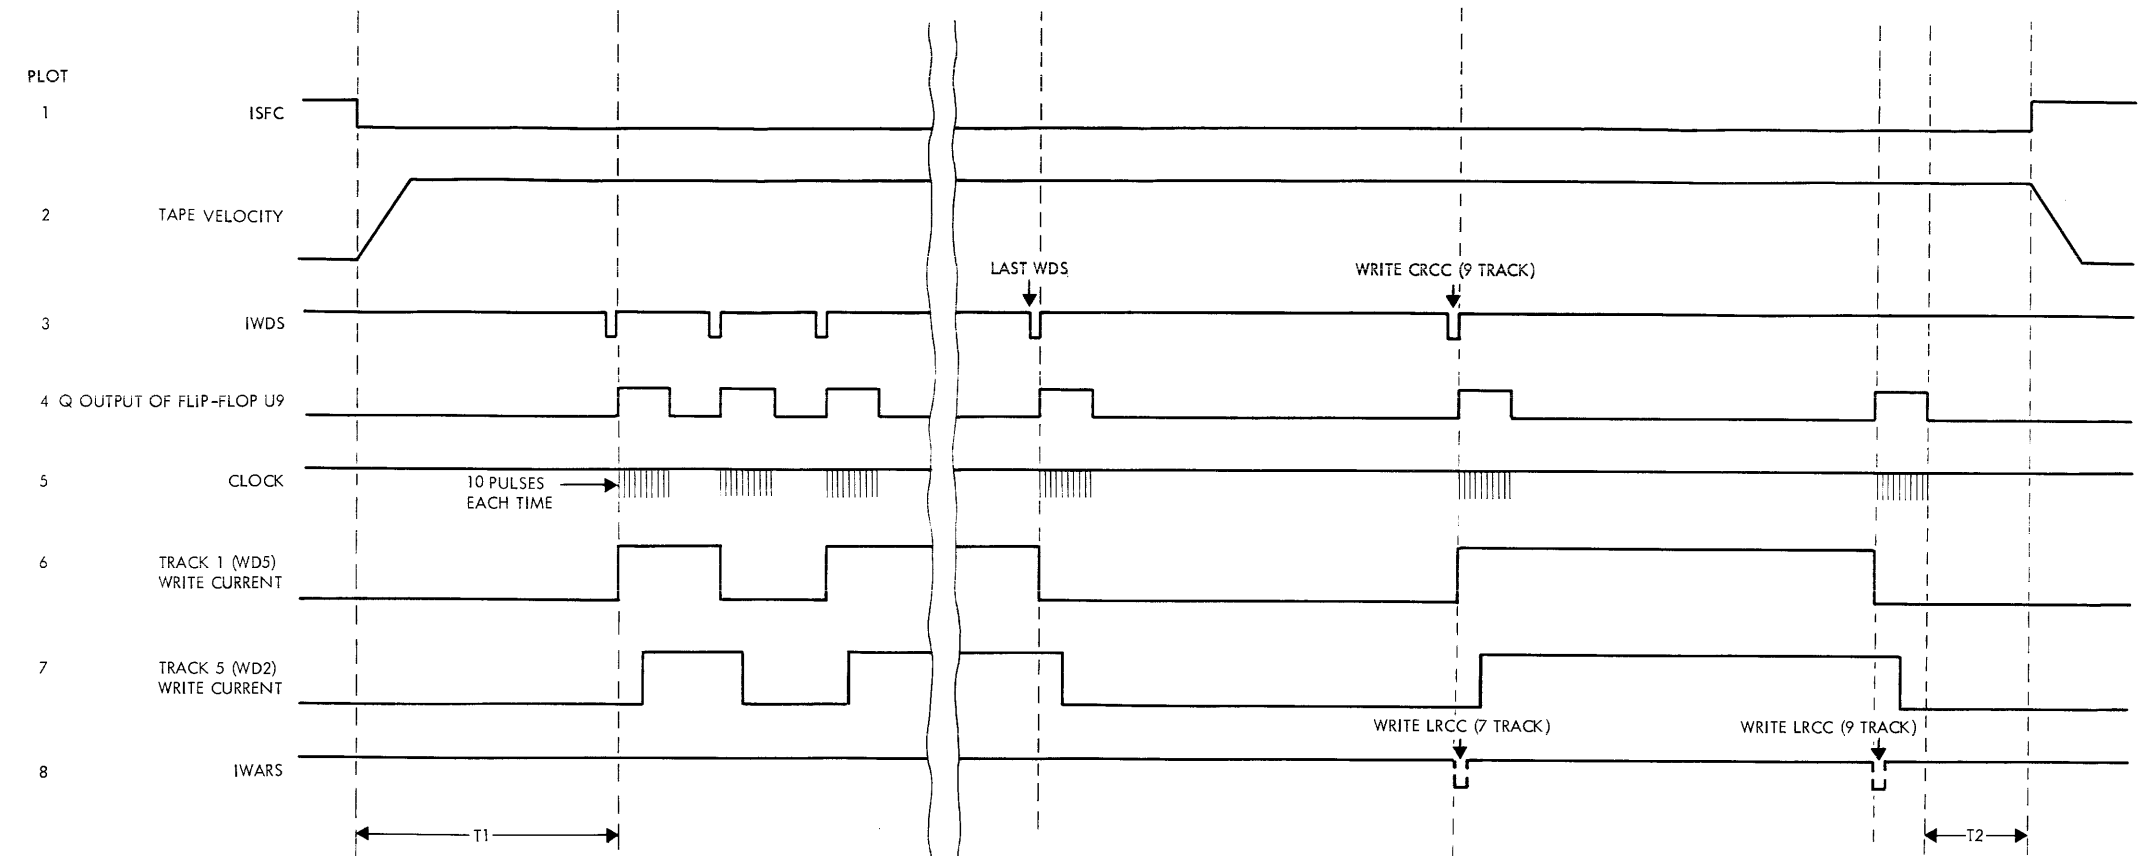 PLOT
1 ISFC
2 TAPE VELOCITY
LAST WDS
WRITE CRCC (9 TRACK)
3 IWDS
4 Q OUTPUT OF FLIP-FLOP U9
5 CLOCK
10 PULSES
EACH TIME
6 TRACK 1 (WD5)
WRITE CURRENT
7 TRACK 5 (WD2)
WRITE CURRENT
WRITE LRCC (7 TRACK)
WRITE LRCC (9 TRACK)
8 IWARS
T1
T2